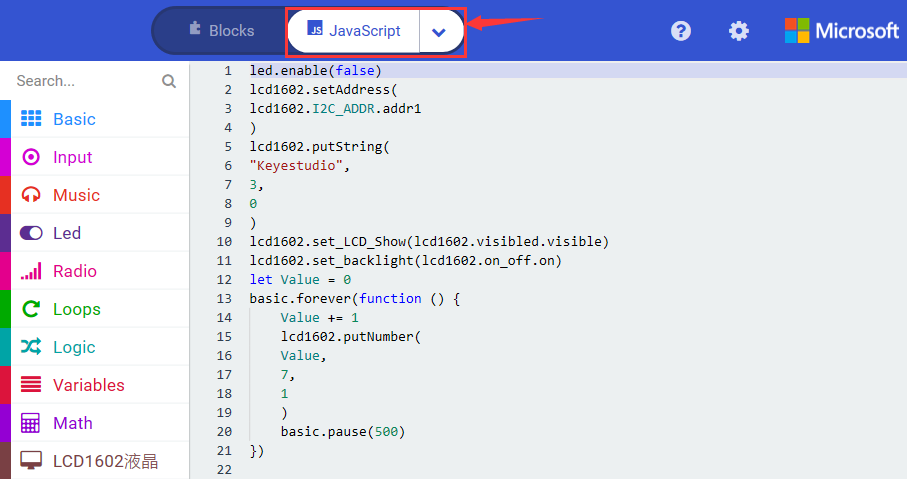 Blocks
JS JavaScript
Microsoft
Search...
Basic
Input
Music
Led
Radio
Loops
Logic
Variables
Math
LCD1602液晶
1 led.enable(false)
2 lcd1602.setAddress(
3 lcd1602.I2C_ADDR.addr1
4 )
5 lcd1602.putString(
6 "Keyestudio",
7 3,
8 0
9 )
10 lcd1602.set_LCD_Show(lcd1602.visibled.visible)
11 lcd1602.set_backlight(lcd1602.on_off.on)
12 let Value = 0
13 basic.forever(function () {
14     Value += 1
15     lcd1602.putNumber(
16     Value,
17     7,
18     1
19     )
20     basic.pause(500)
21 })
22